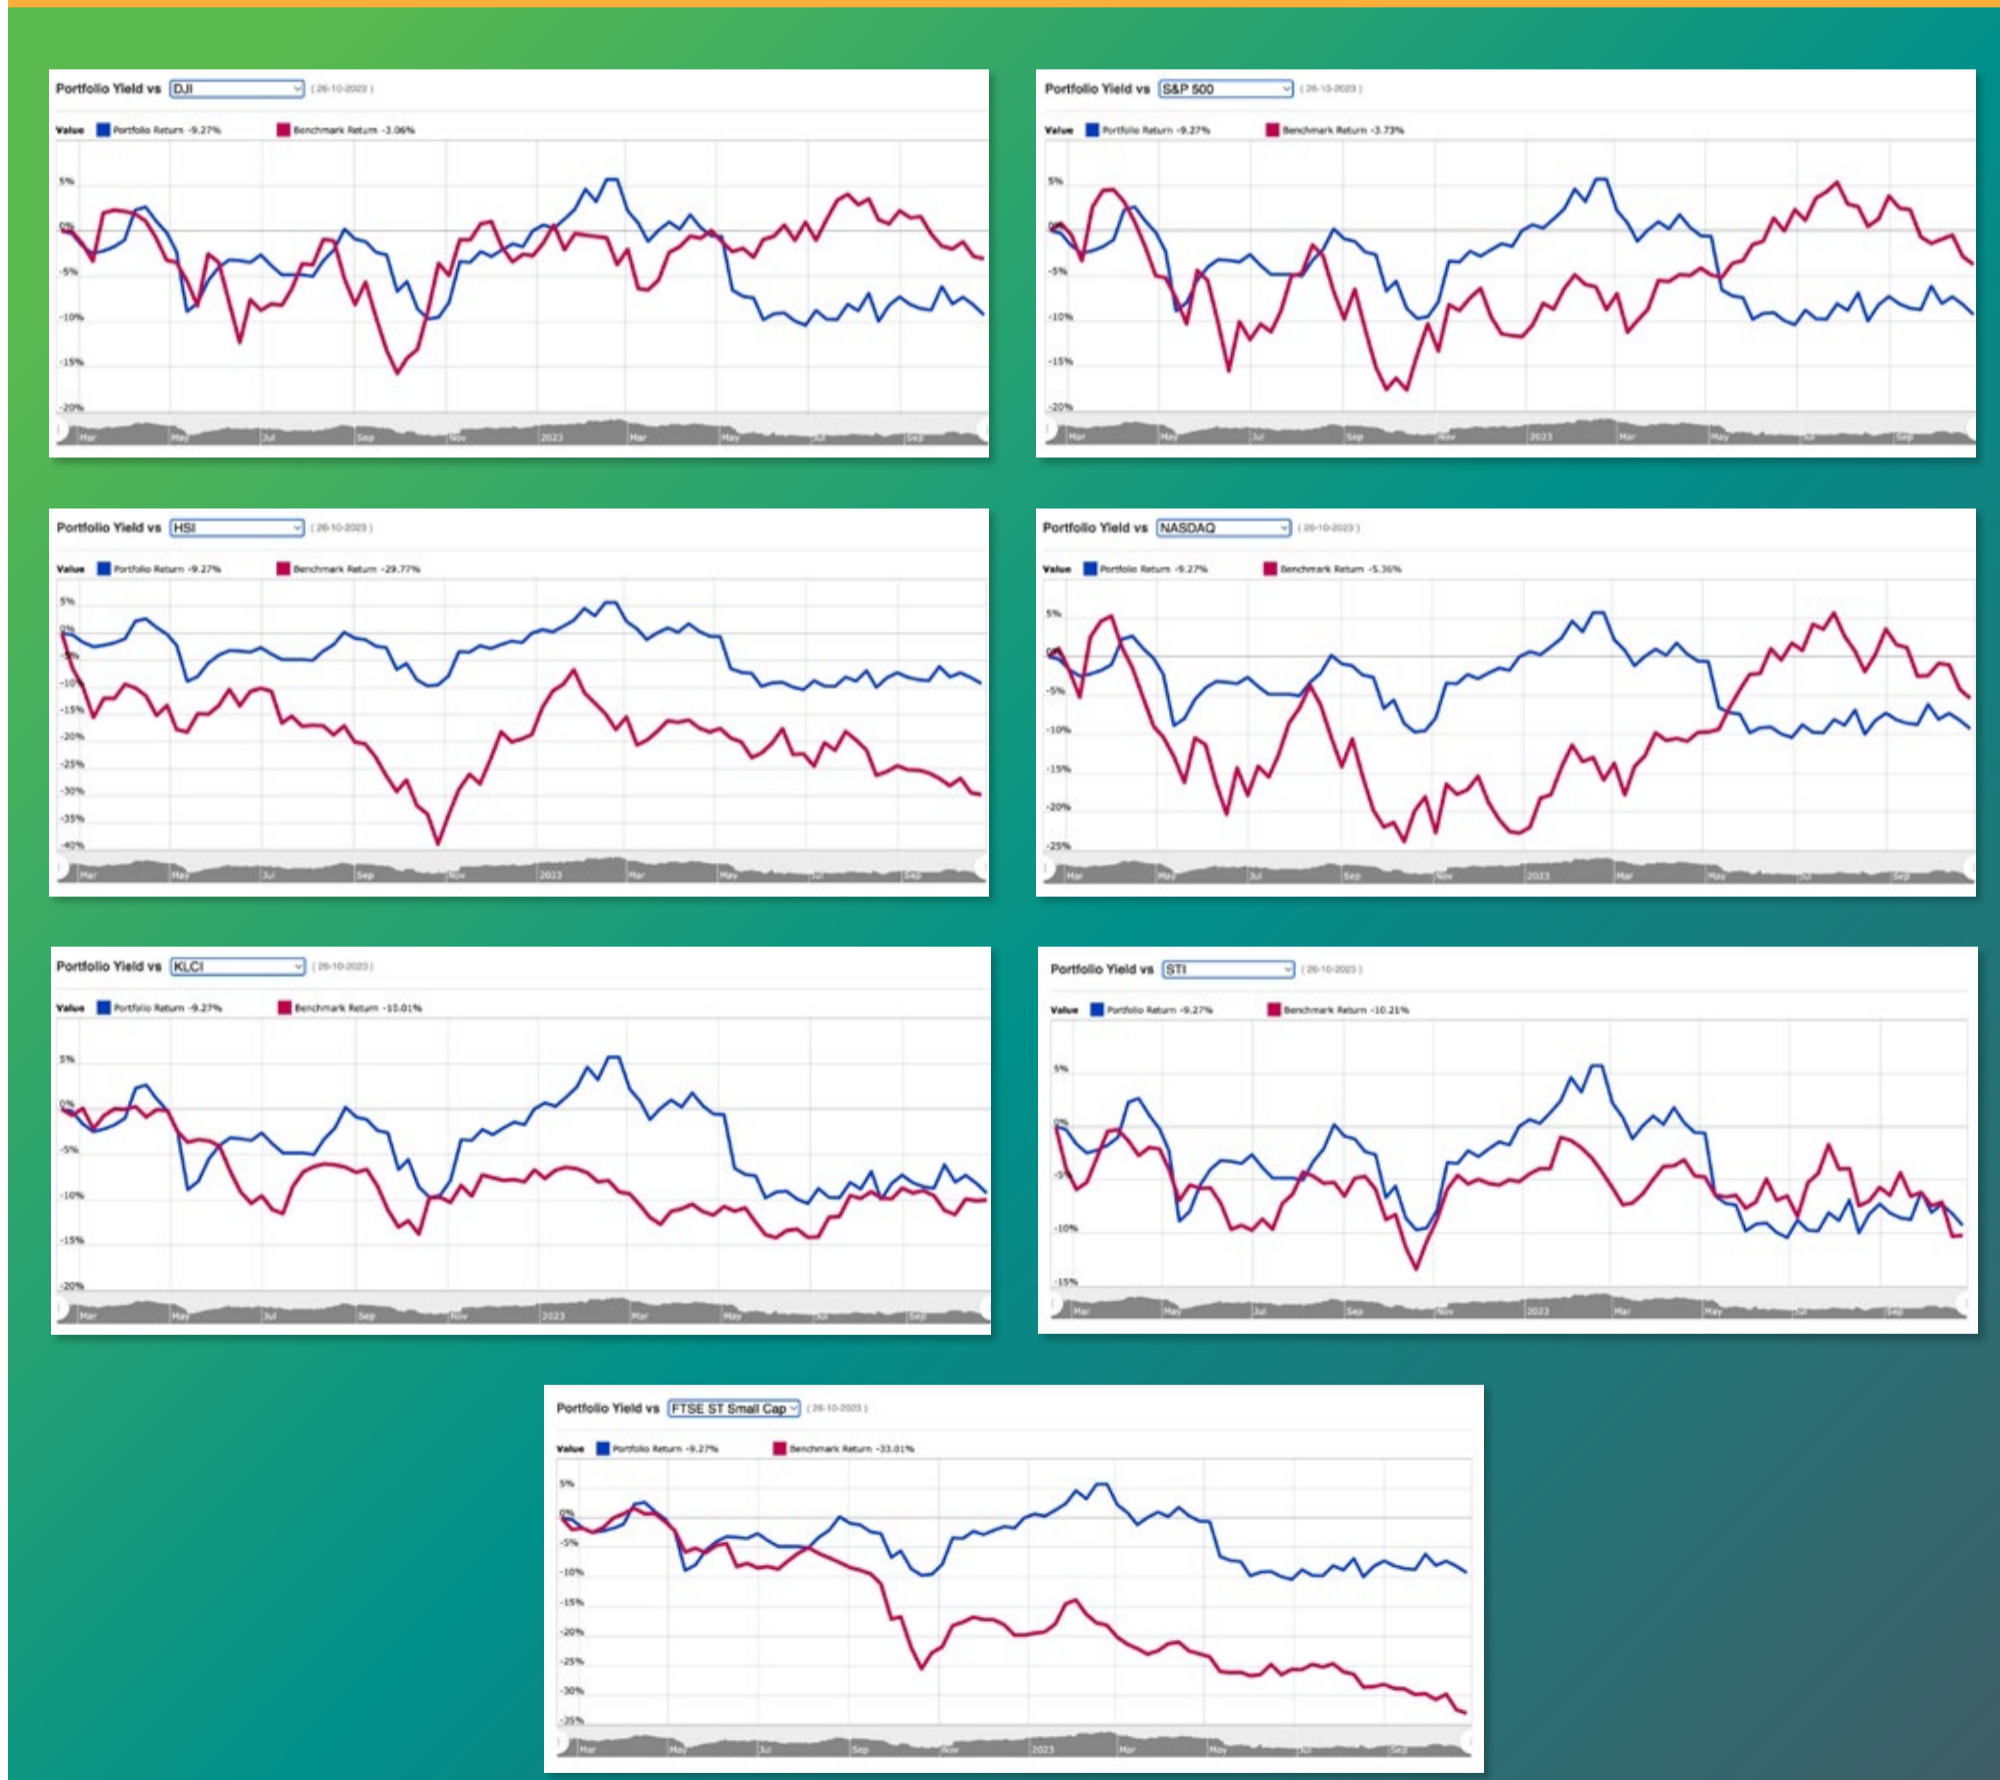 Portfolio Yield vs DJI (26-10-2023)
Value Portfolio Return -9.27% Benchmark Return -3.06%
5%
0%
-5%
-10%
-15%
-20%
Mar May Jul Sep Nov 2023 Mar May Jul Sep
Portfolio Yield vs S&P 500 (26-10-2023)
Value Portfolio Return -9.27% Benchmark Return -3.73%
5%
0%
-5%
-10%
-15%
-20%
Mar May Jul Sep Nov 2023 Mar May Jul Sep
Portfolio Yield vs HSI (26-10-2023)
Value Portfolio Return -9.27% Benchmark Return -29.77%
5%
0%
-5%
-10%
-15%
-20%
-25%
-30%
-35%
-40%
Mar May Jul Sep Nov 2023 Mar May Jul Sep
Portfolio Yield vs NASDAQ (26-10-2023)
Value Portfolio Return -9.27% Benchmark Return -5.36%
5%
0%
-5%
-10%
-15%
-20%
-25%
Mar May Jul Sep Nov 2023 Mar May Jul Sep
Portfolio Yield vs KLCI (26-10-2023)
Value Portfolio Return -9.27% Benchmark Return -10.01%
5%
0%
-5%
-10%
-15%
-20%
Mar May Jul Sep Nov 2023 Mar May Jul Sep
Portfolio Yield vs STI (26-10-2023)
Value Portfolio Return -9.27% Benchmark Return -10.21%
5%
0%
-5%
-10%
-15%
Mar May Jul Sep Nov 2023 Mar May Jul Sep
Portfolio Yield vs FTSE ST Small Cap (26-10-2023)
Value Portfolio Return -9.27% Benchmark Return -33.01%
5%
0%
-5%
-10%
-15%
-20%
-25%
-30%
-35%
Mar May Jul Sep Nov 2023 Mar May Jul Sep